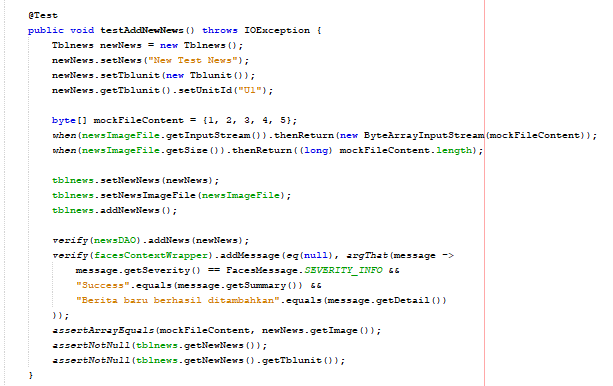 @Test
public void testAddNewNews() throws IOException {
Tblnews newNews = new Tblnews();
newNews.setNews("New Test News");
newNews.setTblunit(new Tblunit());
newNews.getTblunit().setUnitId("U1");
byte[] mockFileContent = {1, 2, 3, 4, 5};
when(newsImageFile.getInputStream()).thenReturn(new ByteArrayInputStream(mockFileContent));
when(newsImageFile.getSize()).thenReturn((long) mockFileContent.length);
tblnews.setNewNews(newNews);
tblnews.setNewsImageFile(newsImageFile);
tblnews.addNewNews();
verify(newsDAO).addNews(newNews);
verify(facesContextWrapper).addMessage(eq(null), argThat(message ->
message.getSeverity() == FacesMessage.SEVERITY_INFO &&
"Success".equals(message.getSummary()) &&
"Berita baru berhasil ditambahkan".equals(message.getDetail())
));
assertArrayEquals(mockFileContent, newNews.getImage());
assertNotNull(tblnews.getNewNews());
assertNotNull(tblnews.getNewNews().getTblunit());
}